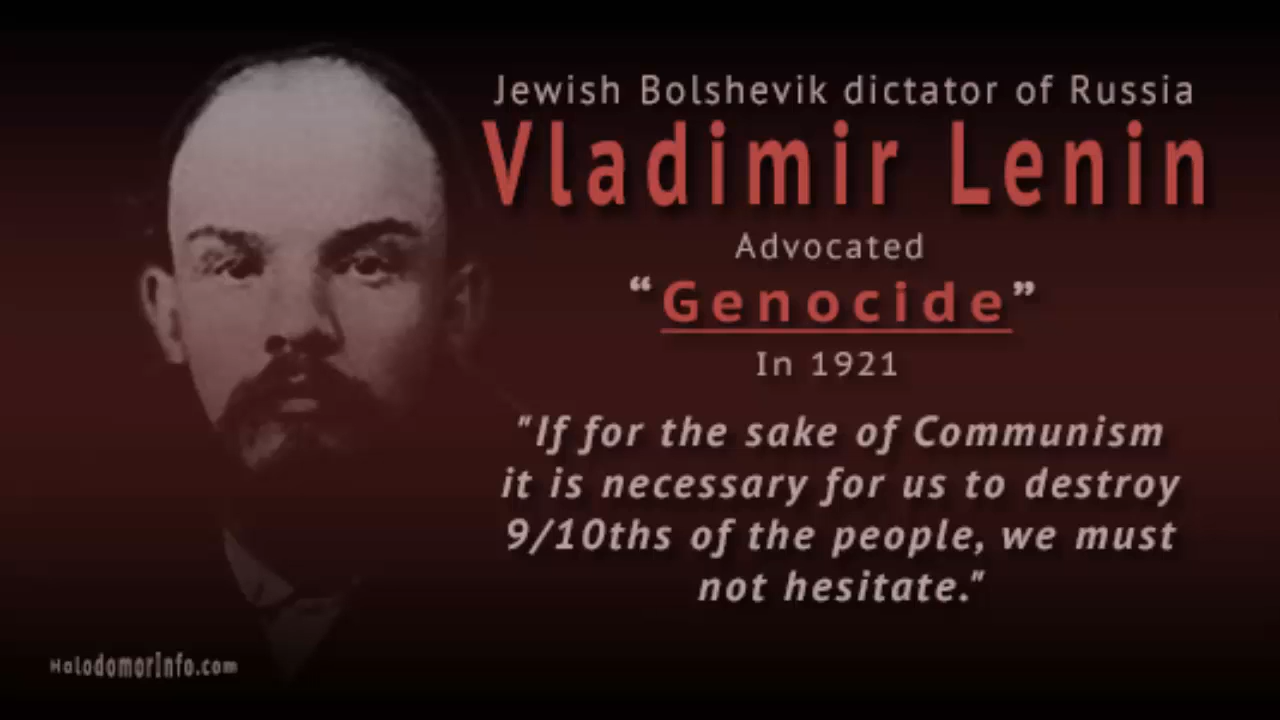 Jewish Bolshevik dictator of Russia
Vladimir Lenin
Advocated
“Genocide”
In 1921
"If for the sake of Communism
it is necessary for us to destroy
9/10ths of the people, we must
not hesitate."
HolodomorInfo.com